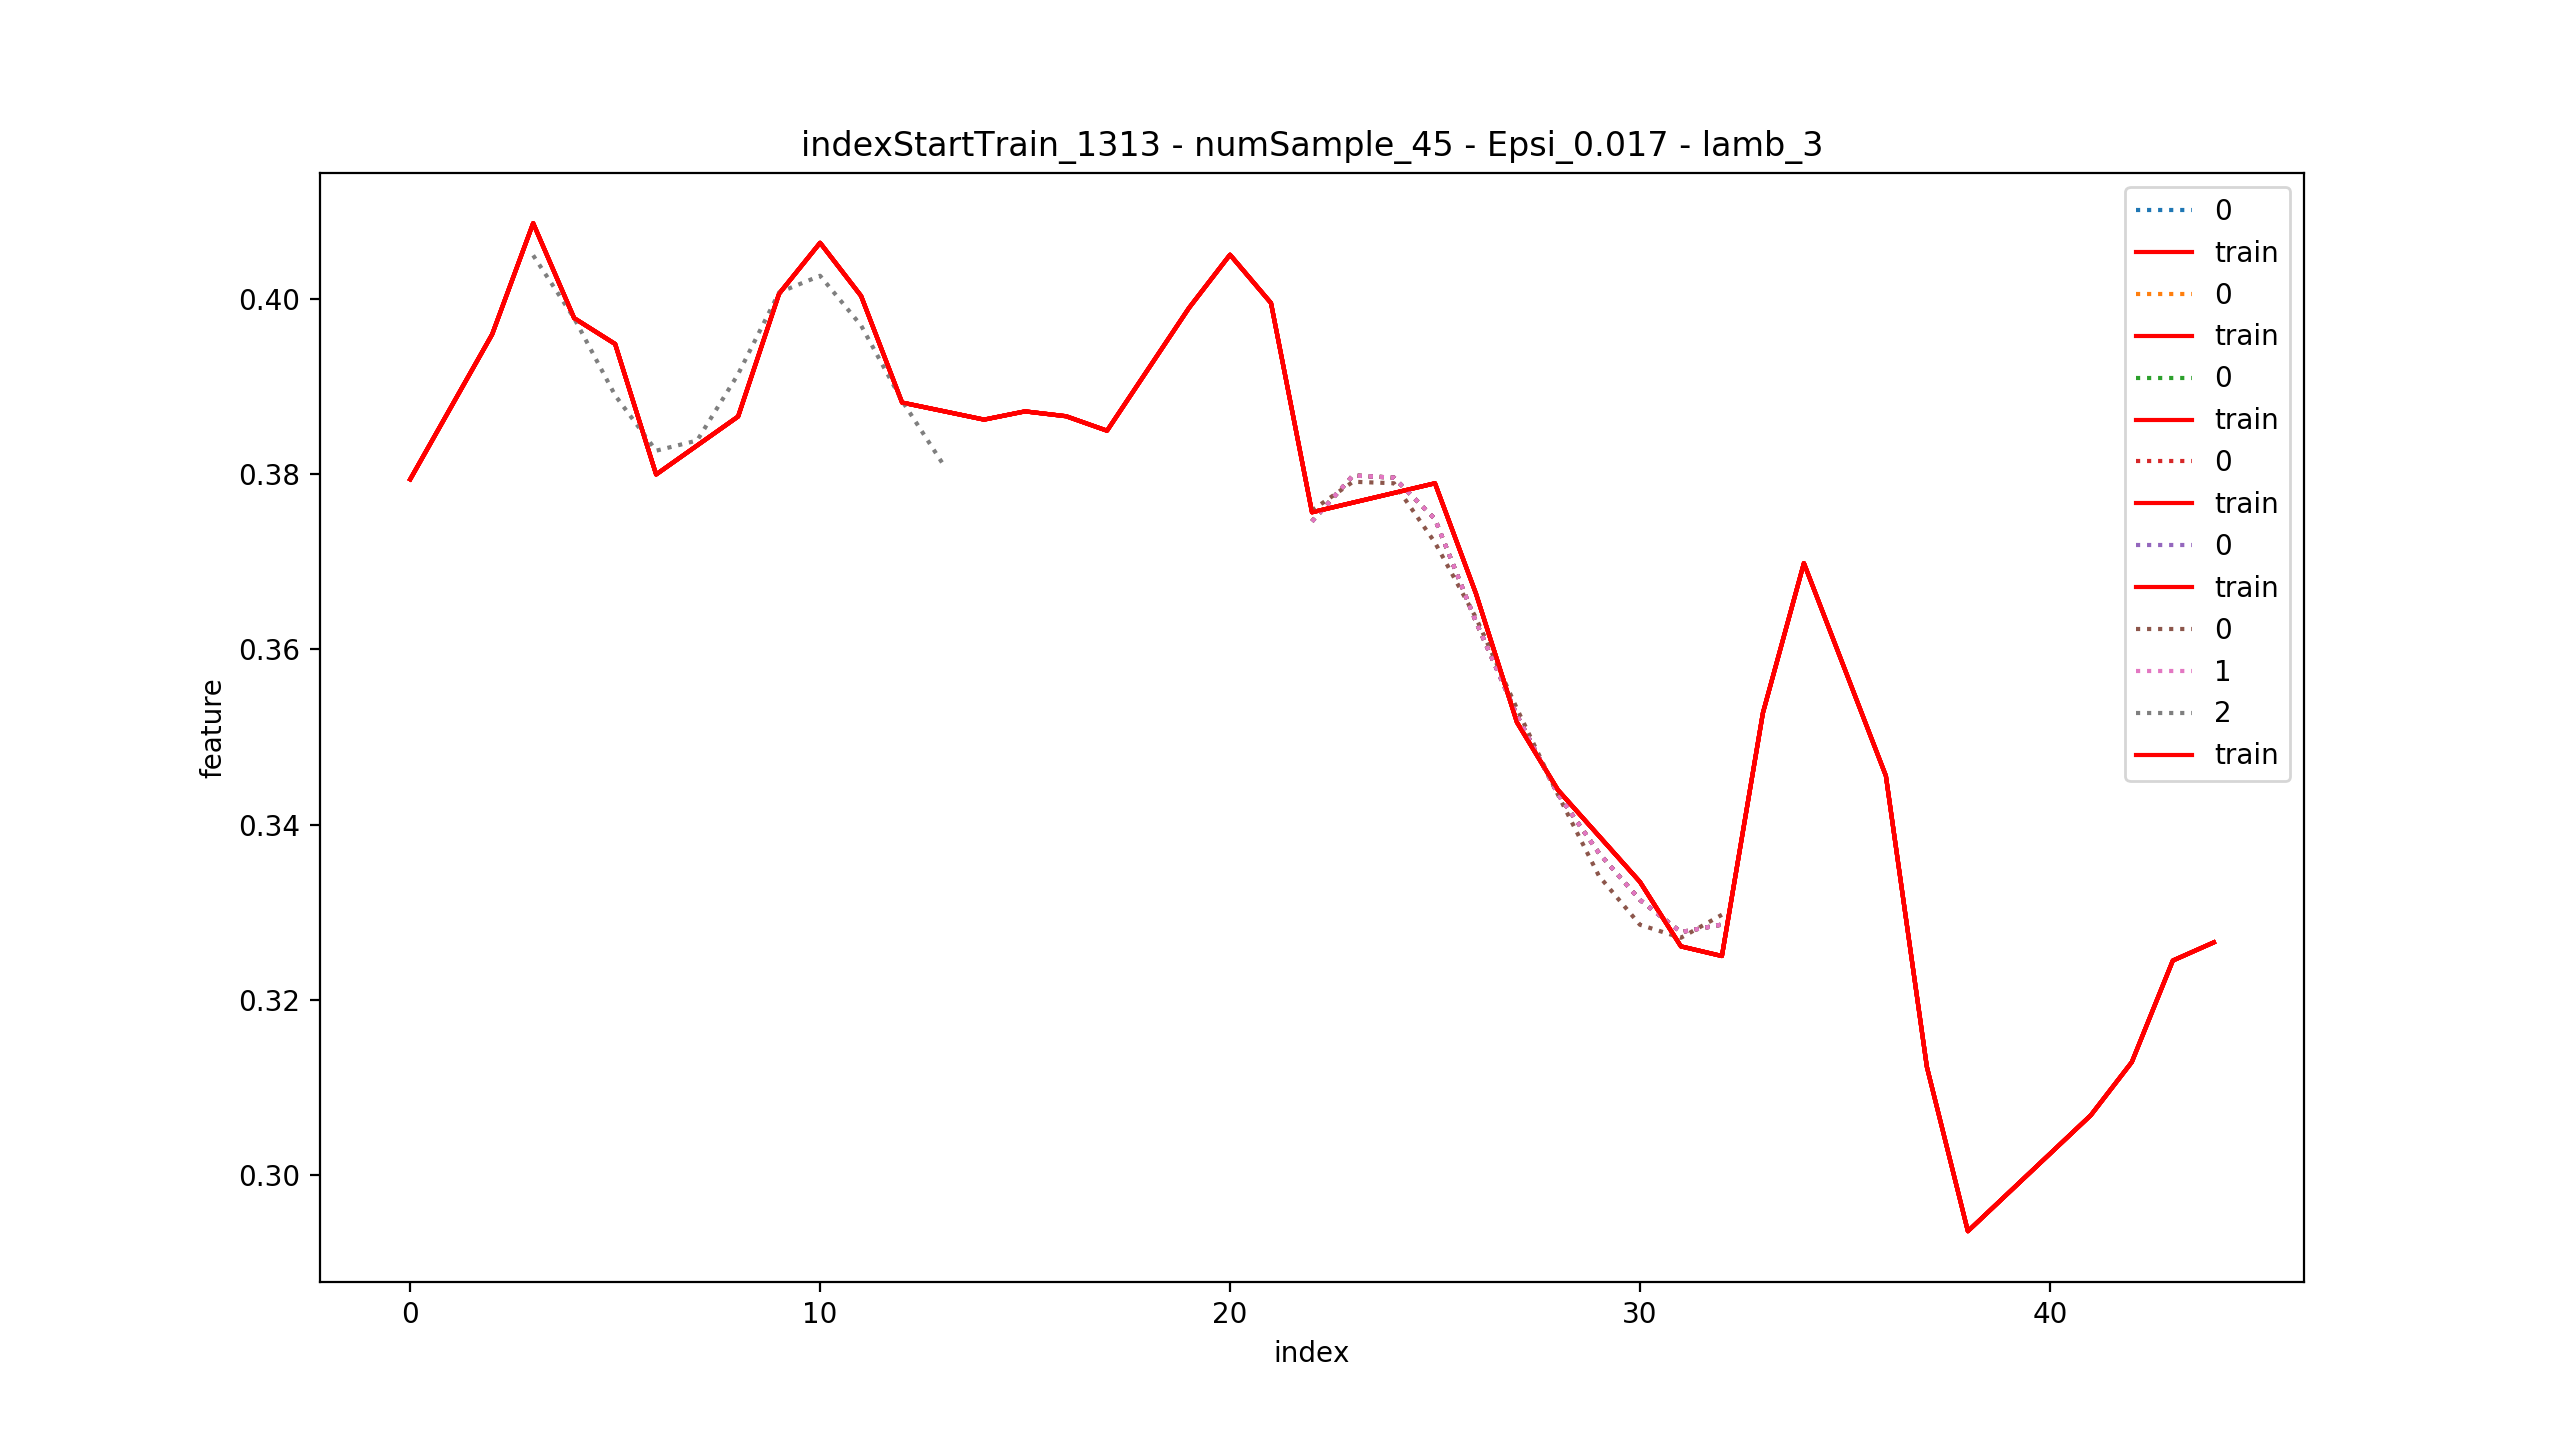 indexStartTrain_1313 - numSample_45 - Epsi_0.017 - lamb_3
0
train
0
train
0
train
0
train
0
train
0
1
2
train
0.40
0.38
0.36
0.34
0.32
0.30
feature
0 10 20 30 40
index